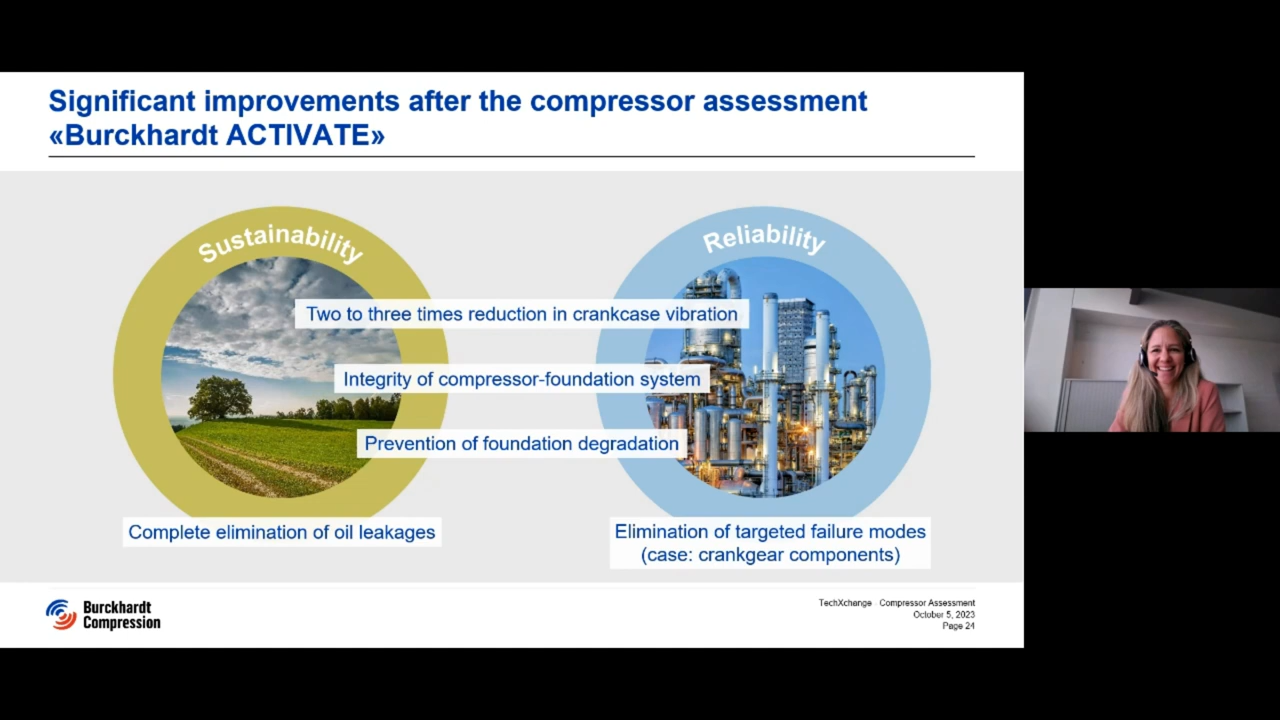 Significant improvements after the compressor assessment
«Burckhardt ACTIVATE»
Sustainability
Reliability
Two to three times reduction in crankcase vibration
Integrity of compressor-foundation system
Prevention of foundation degradation
Complete elimination of oil leakages
Elimination of targeted failure modes
(case: crankgear components)
Burckhardt
Compression
TechXchange Compressor Assessment
October 5, 2023
Page 24